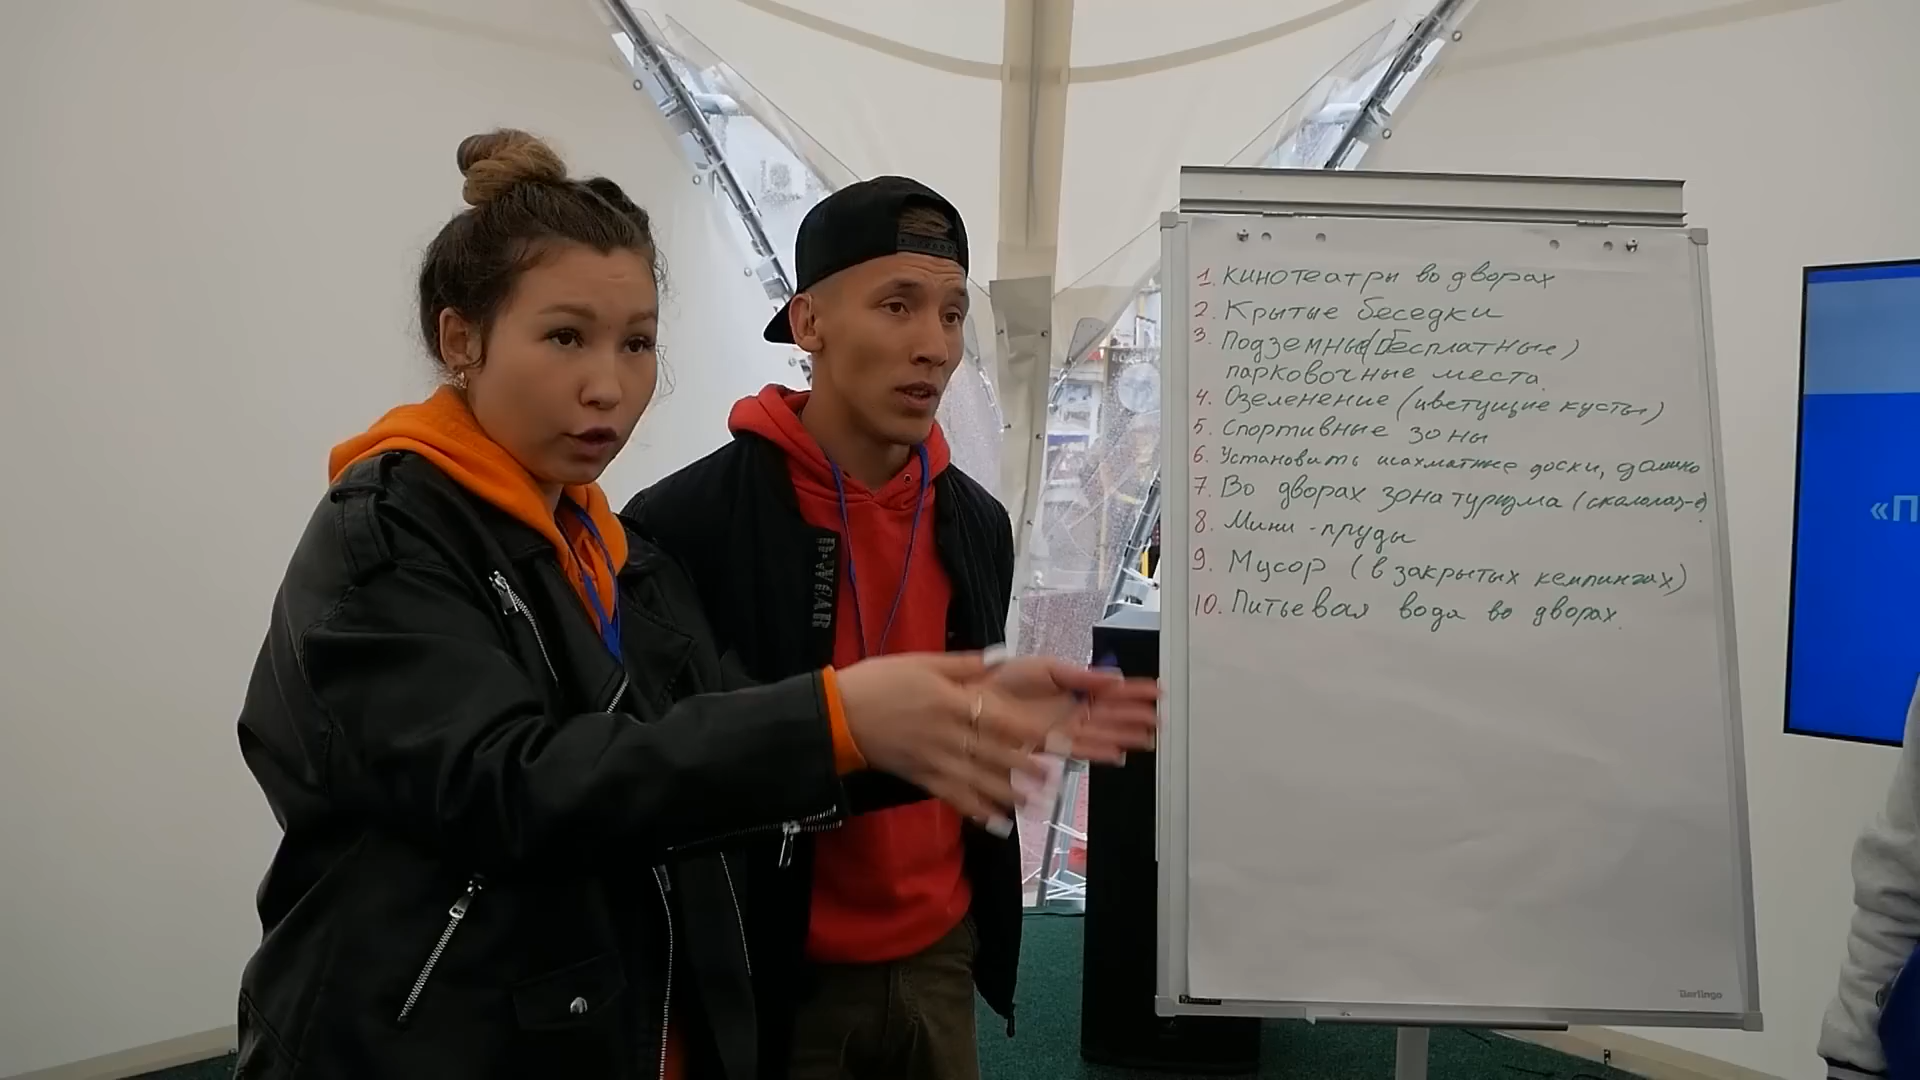 1. Кинотеатры во дворах
2. Крытые беседки
3. Подземные (бесплатные)
парковочные места.
4. Озеленение (цветущие кусты)
5. Спортивные зоны
6. Установить шахматные доски, домино
7. Во дворах зона туризма (скалолаз-е)
8. Мини-пруды
9. Мусор (в закрытых кемпингах)
10. Питьевая вода во дворах.
Berlingo
«П